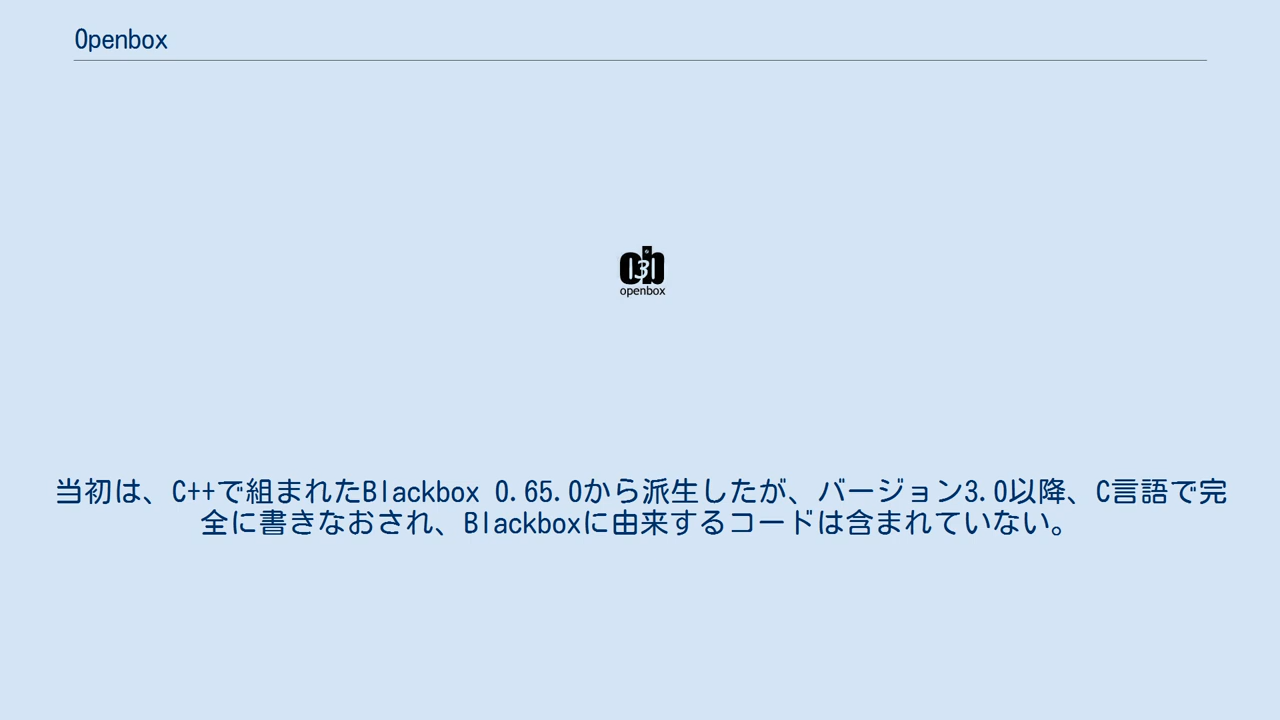 Openbox
ob
3
openbox
当初は、C++で組まれたBlackbox 0.65.0から派生したが、バージョン3.0以降、C言語で完
全に書きなおされ、Blackboxに由来するコードは含まれていない。